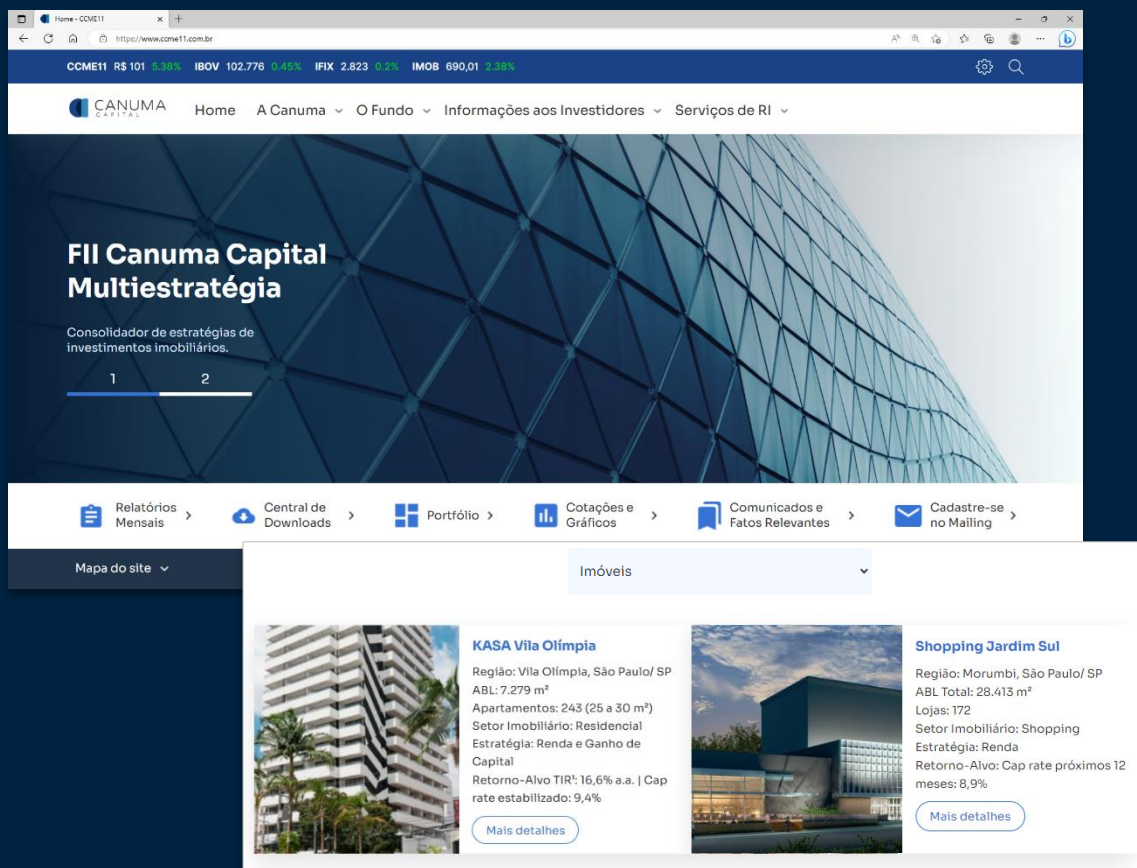 Home - CCME11
https://www.ccme11.com.br
CCME11 R$ 101 5.38% IBOV 102.776 0.45% IFIX 2.823 0.2% IMOB 690,01 2.38%
CANUMA
CAPITAL
Home A Canuma O Fundo Informações aos Investidores Serviços de RI
FII Canuma Capital
Multiestratégia
Consolidador de estratégias de
investimentos imobiliários.
1 2
Relatórios
Mensais
Central de
Downloads
Portfólio
Cotações e
Gráficos
Comunicados e
Fatos Relevantes
Cadastre-se
no Mailing
Mapa do site
Imóveis
KASA Vila Olímpia
Região: Vila Olímpia, São Paulo/ SP
ABL: 7.279 m²
Apartamentos: 243 (25 a 30 m²)
Setor Imobiliário: Residencial
Estratégia: Renda e Ganho de
Capital
Retorno-Alvo TIR¹: 16,6% a.a. | Cap
rate estabilizado: 9,4%
Mais detalhes
Shopping Jardim Sul
Região: Morumbi, São Paulo/ SP
ABL Total: 28.413 m²
Lojas: 172
Setor Imobiliário: Shopping
Estratégia: Renda
Retorno-Alvo: Cap rate próximos 12
meses: 8,9%
Mais detalhes